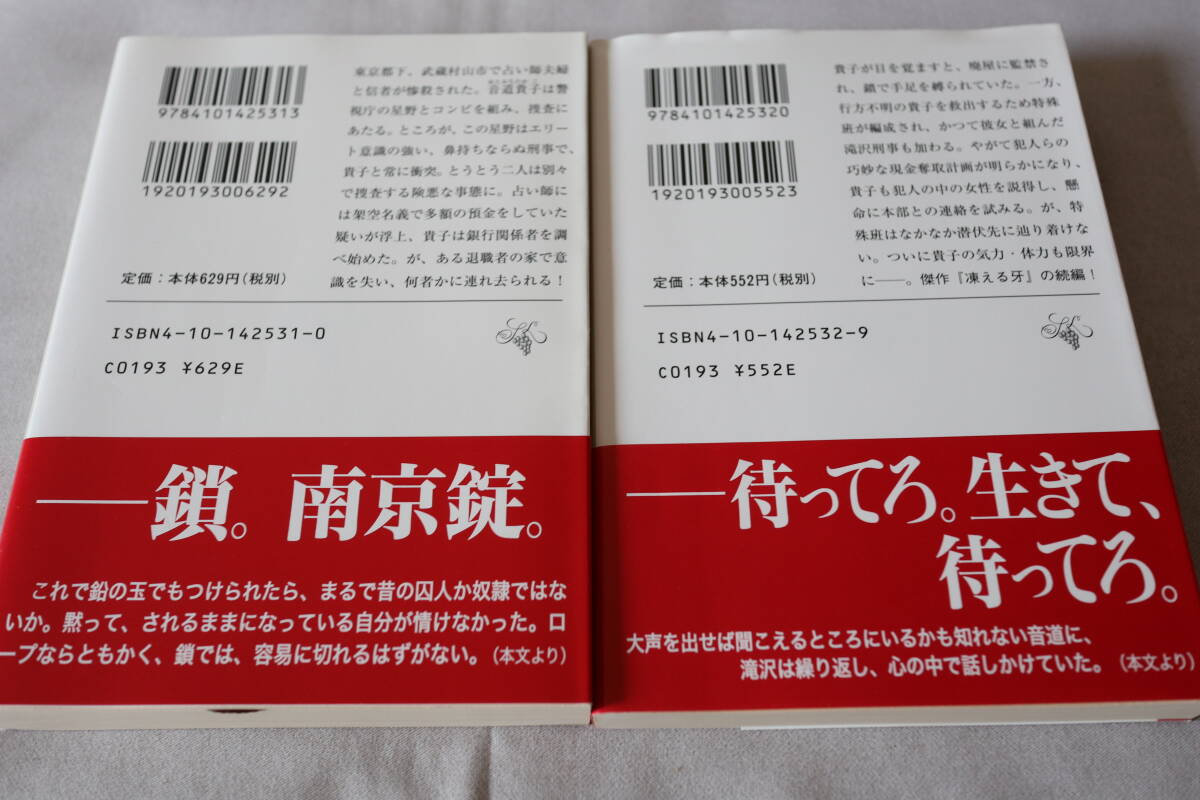 9784101425313
1920193006292
定価：本体629円（税別）
東京都下、武蔵村山市で占い師夫婦
と信者が惨殺された。音道貴子は警
視庁の星野とコンビを組み、捜査に
あたる。ところが、この星野はエリー
ト意識の強い、鼻持ちならぬ刑事で、
貴子と常に衝突。とうとう二人は別々
で捜査する険悪な事態に。占い師に
は架空名義で多額の預金をしていた
疑いが浮上、貴子は銀行関係者を調
べ始めた。が、ある退職者の家で意
識を失い、何者かに連れ去られる！
ISBN4-10-142531-0
C0193 ¥629E
――鎖。南京錠。
これで鉛の玉でもつけられたら、まるで昔の囚人か奴隷ではな
いか。黙って、されるままになっている自分が情けなかった。ロ
ープならともかく、鎖では、容易に切れるはずがない。（本文より）
9784101425320
1920193005523
定価：本体552円（税別）
貴子が目を覚ますと、廃屋に監禁さ
れ、鎖で手足を縛られていた。一方、
行方不明の貴子を救出するため特殊
班が編成され、かつて彼女と組んだ
滝沢刑事も加わる。やがて犯人らの
巧妙な現金奪取計画が明らかになり、
貴子も犯人の中の女性を説得し、懸
命に本部との連絡を試みる。が、特
殊班はなかなか潜伏先に辿り着けな
い。ついに貴子の気力・体力も限界
に――。傑作『凍える牙』の続編！
ISBN4-10-142532-9
C0193 ¥552E
――待ってろ。生きて、
待ってろ。
大声を出せば聞こえるところにいるかも知れない音道に、
滝沢は繰り返し、心の中で話しかけていた。（本文より）